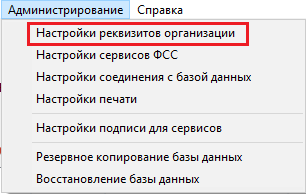 Администрирование Справка
Настройки реквизитов организации
Настройки сервисов ФСС
Настройки соединения с базой данных
Настройки печати
Настройки подписи для сервисов
Резервное копирование базы данных
Восстановление базы данных